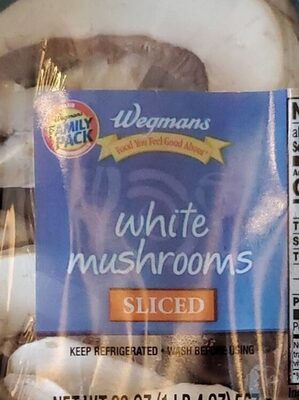 Wegmans
FAMILY
PACK
Wegmans
Food You Feel Good About
white
mushrooms
SLICED
KEEP REFRIGERATED • WASH BEFORE USING